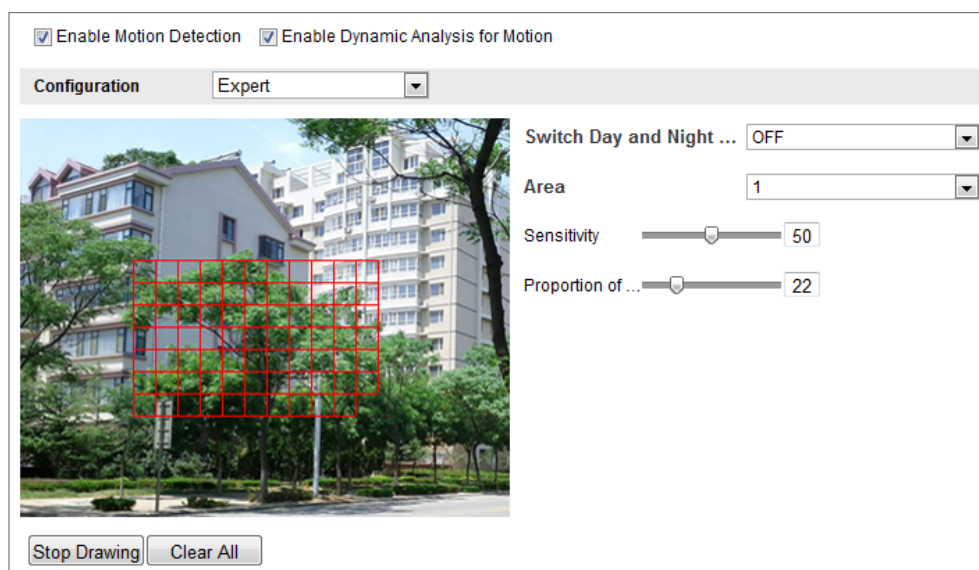 Enable Motion Detection Enable Dynamic Analysis for Motion
Configuration Expert
Switch Day and Night ... OFF
Area 1
Sensitivity 50
Proportion of ... 22
Stop Drawing Clear All